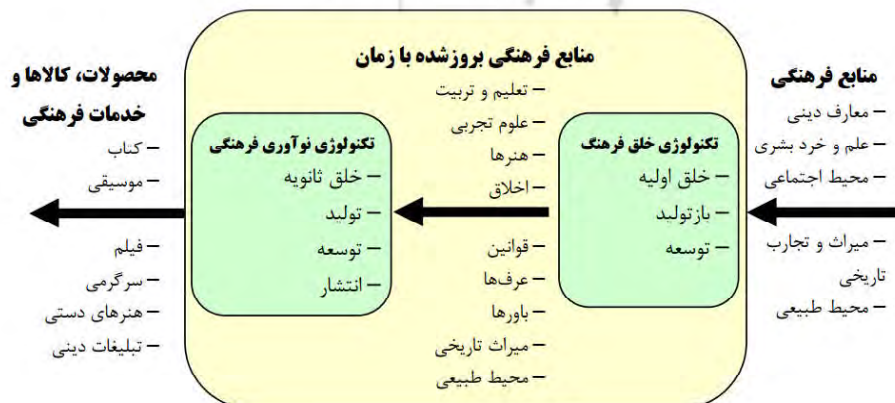 منابع فرهنگی
– معارف دینی
– علم و خرد بشری
– محیط اجتماعی
– میراث و تجارب
تاریخی
– محیط طبیعی
منابع فرهنگی بروزشده با زمان
تکنولوژی خلق فرهنگ
– خلق اولیه
– بازتولید
– توسعه
– تعلیم و تربیت
– علوم تجربی
– هنرها
– اخلاق
– قوانین
– عرف‌ها
– باورها
– میراث تاریخی
– محیط طبیعی
تکنولوژی نوآوری فرهنگی
– خلق ثانویه
– تولید
– توسعه
– انتشار
محصولات، کالاها و
خدمات فرهنگی
– کتاب
– موسیقی
– فیلم
– سرگرمی
– هنرهای دستی
– تبلیغات دینی